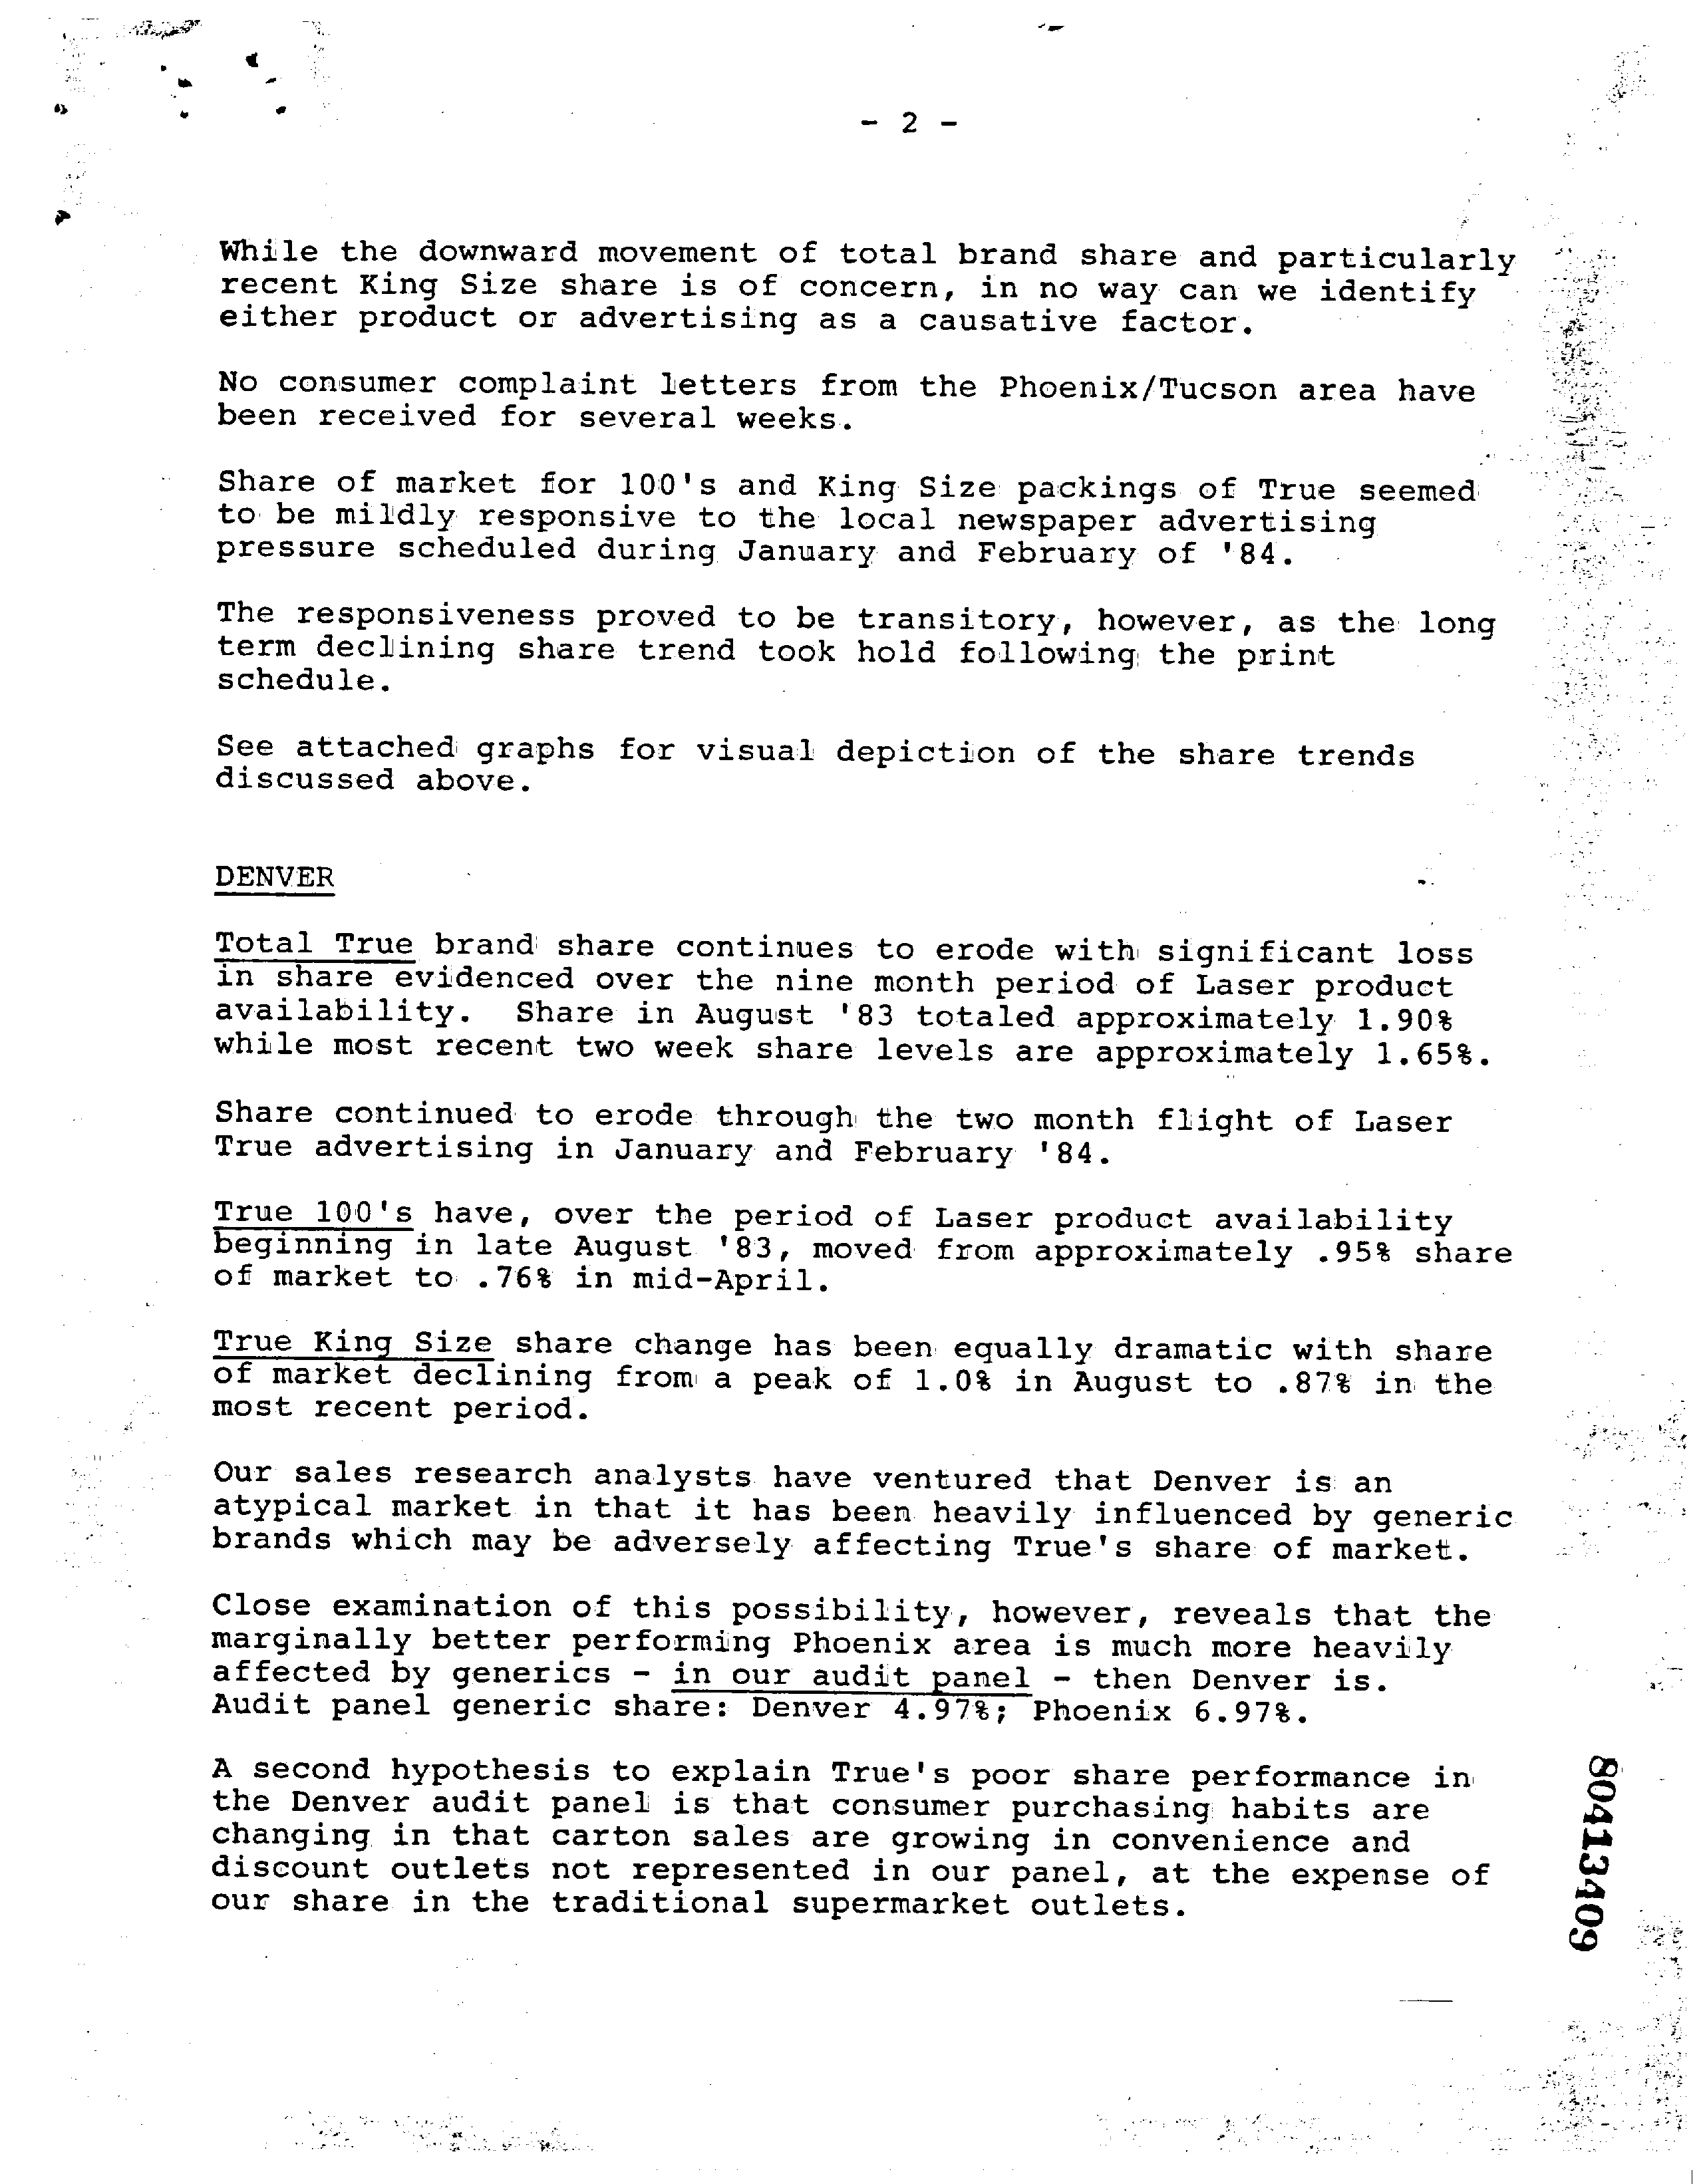 - 2 -
While the downward movement of total brand share and particularly
recent King Size share is of concern, in no way can we identify
either product or advertising as a causative factor.
No consumer complaint letters from the Phoenix/Tucson area have
been received for several weeks.
Share of market for 100's and King Size packings of True seemed
to be mildly responsive to the local newspaper advertising
pressure scheduled during January and February of '84.
The responsiveness proved to be transitory, however, as the long
term declining share trend took hold following the print
schedule.
See attached graphs for visual depiction of the share trends
discussed above.
DENVER
Total True brand share continues to erode with significant loss
in share evidenced over the nine month period of Laser product
availability. Share in August '83 totaled approximately 1.90%
while most recent two week share levels are approximately 1.65%.
Share continued to erode through the two month flight of Laser
True advertising in January and February '84.
True 100's have, over the period of Laser product availability
beginning in late August '83, moved from approximately .95% share
of market to .76% in mid-April.
True King Size share change has been equally dramatic with share
of market declining from a peak of 1.0% in August to .87% in the
most recent period.
Our sales research analysts have ventured that Denver is an
atypical market in that it has been heavily influenced by generic
brands which may be adversely affecting True's share of market.
Close examination of this possibility, however, reveals that the
marginally better performing Phoenix area is much more heavily
affected by generics - in our audit panel - then Denver is.
Audit panel generic share: Denver 4.97%; Phoenix 6.97%.
A second hypothesis to explain True's poor share performance in
the Denver audit panel is that consumer purchasing habits are
changing in that carton sales are growing in convenience and
discount outlets not represented in our panel, at the expense of
our share in the traditional supermarket outlets.
80413409